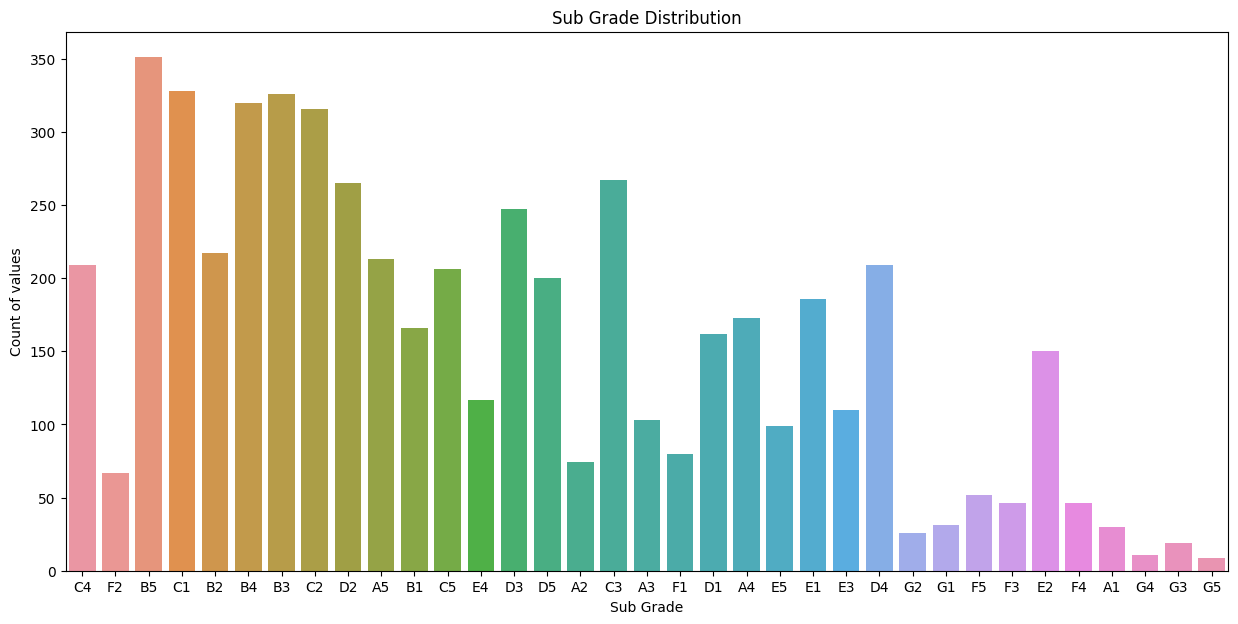 Sub Grade Distribution
Count of values
350
300
250
200
150
100
50
0
C4 F2 B5 C1 B2 B4 B3 C2 D2 A5 B1 C5 E4 D3 D5 A2 C3 A3 F1 D1 A4 E5 E1 E3 D4 G2 G1 F5 F3 E2 F4 A1 G4 G3 G5
Sub Grade